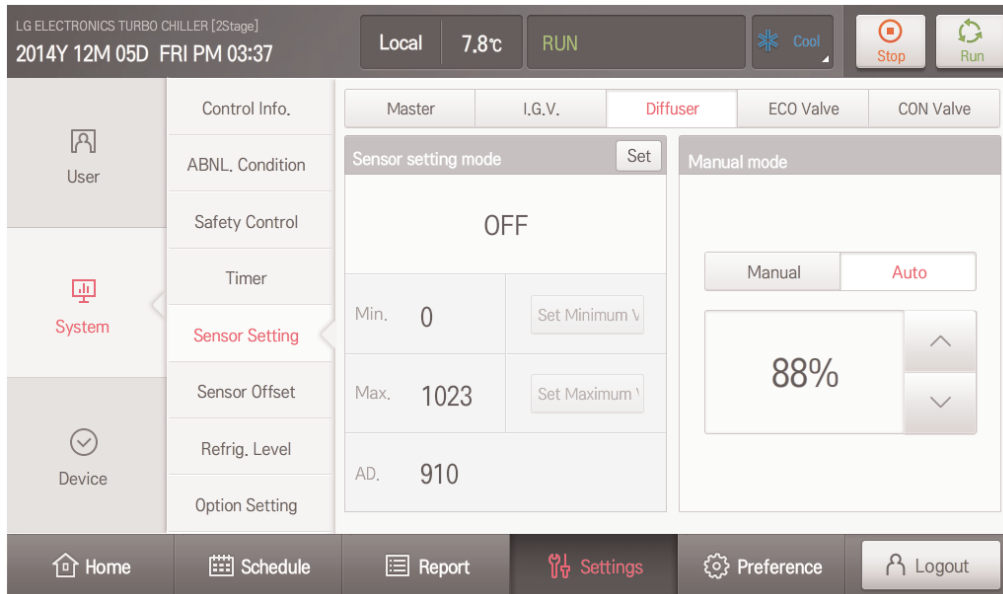 LG ELECTRONICS TURBO CHILLER [2Stage]
2014Y 12M 05D FRI PM 03:37
Local 7.8℃ RUN Cool Stop Run
User
System
Device
Control Info.
ABNL. Condition
Safety Control
Timer
Sensor Setting
Sensor Offset
Refrig. Level
Option Setting
Master I.G.V. Diffuser ECO Valve CON Valve
Sensor setting mode Set
OFF
Min. 0 Set Minimum V
Max. 1023 Set Maximum
AD. 910
Manual mode
Manual Auto
88%
Home Schedule Report Settings Preference Logout